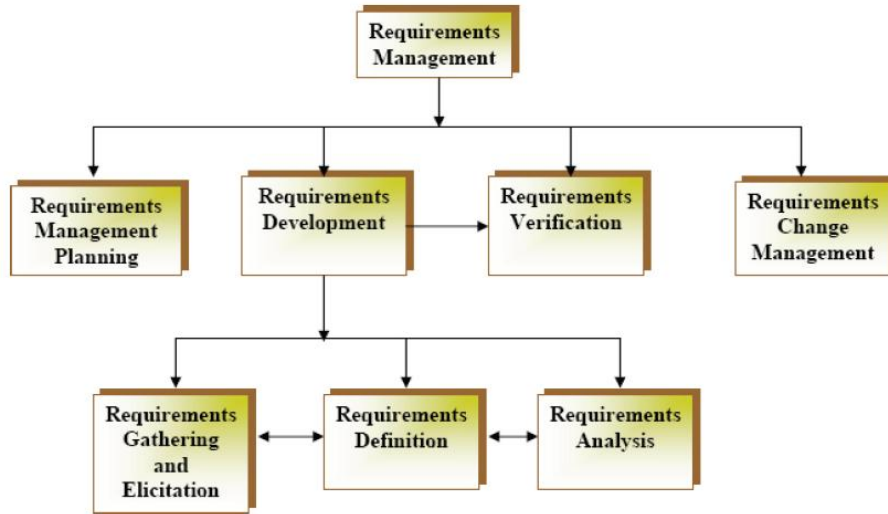 Requirements
Management
Requirements
Management
Planning
Requirements
Development
Requirements
Verification
Requirements
Change
Management
Requirements
Gathering
and
Elicitation
Requirements
Definition
Requirements
Analysis